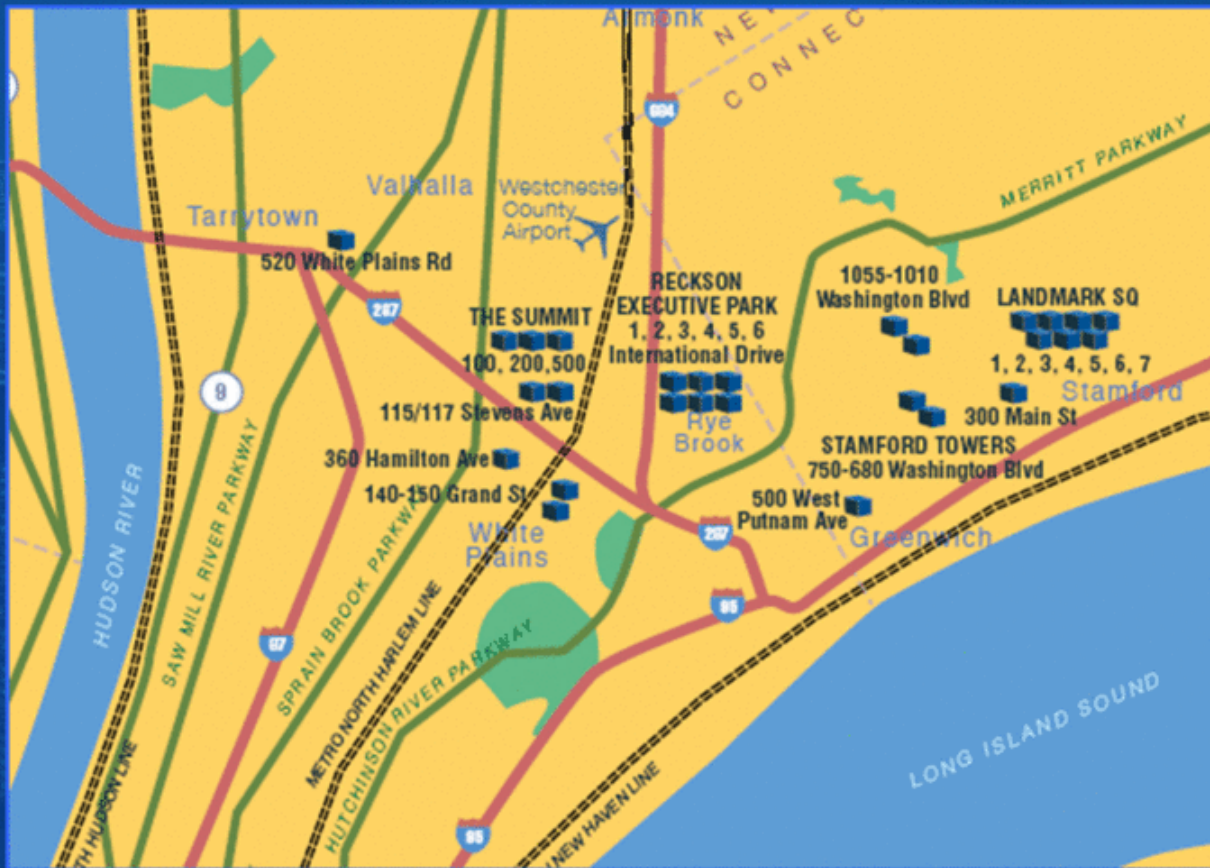 Armonk
NEW
CONNEC
684
MERRITT PARKWAY
Valhalla
Westchester
County
Airport
Tarrytown
520 White Plains Rd
287
RECKSON
EXECUTIVE PARK
1, 2, 3, 4, 5, 6
International Drive
1055-1010
Washington Blvd
LANDMARK SQ
1, 2, 3, 4, 5, 6, 7
THE SUMMIT
100, 200,500
115/117 Stevens Ave
9
Stamford
300 Main St
Rye
Brook
STAMFORD TOWERS
750-680 Washington Blvd
360 Hamilton Ave
140-150 Grand St
500 West
Putnam Ave
White
Plains
287
Greenwich
HUDSON RIVER
SAW MILL RIVER PARKWAY
SPRAIN BROOK PARKWAY
METRO NORTH HARLEM LINE
HUTCHINSON RIVER PARKWAY
95
87
LONG ISLAND SOUND
TH HUDSON LINE
NEW HAVEN LINE
95